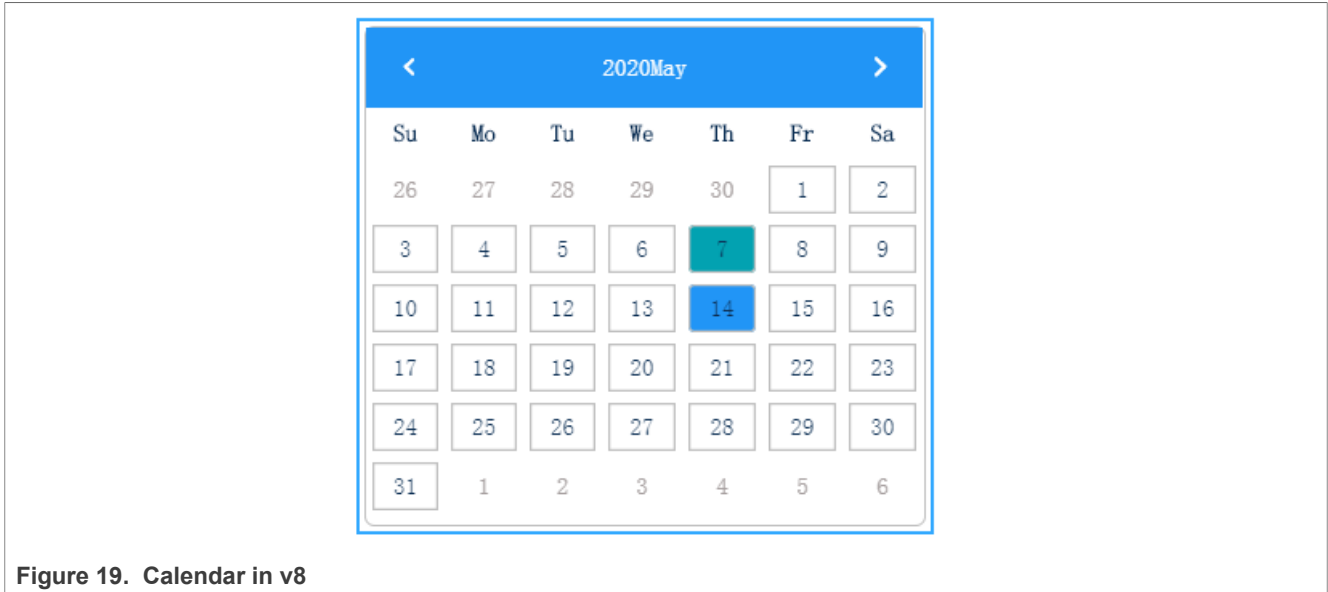 2020May
Su Mo Tu We Th Fr Sa
26 27 28 29 30 1 2
3 4 5 6 7 8 9
10 11 12 13 14 15 16
17 18 19 20 21 22 23
24 25 26 27 28 29 30
31 1 2 3 4 5 6
Figure 19. Calendar in v8